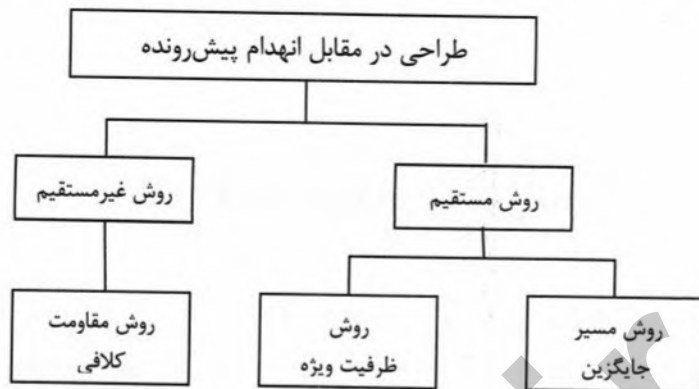 طراحی در مقابل انهدام پیش‌رونده
روش مستقیم
روش غیرمستقیم
روش مسیر
جایگزین
روش
ظرفیت ویژه
روش مقاومت
کلافی